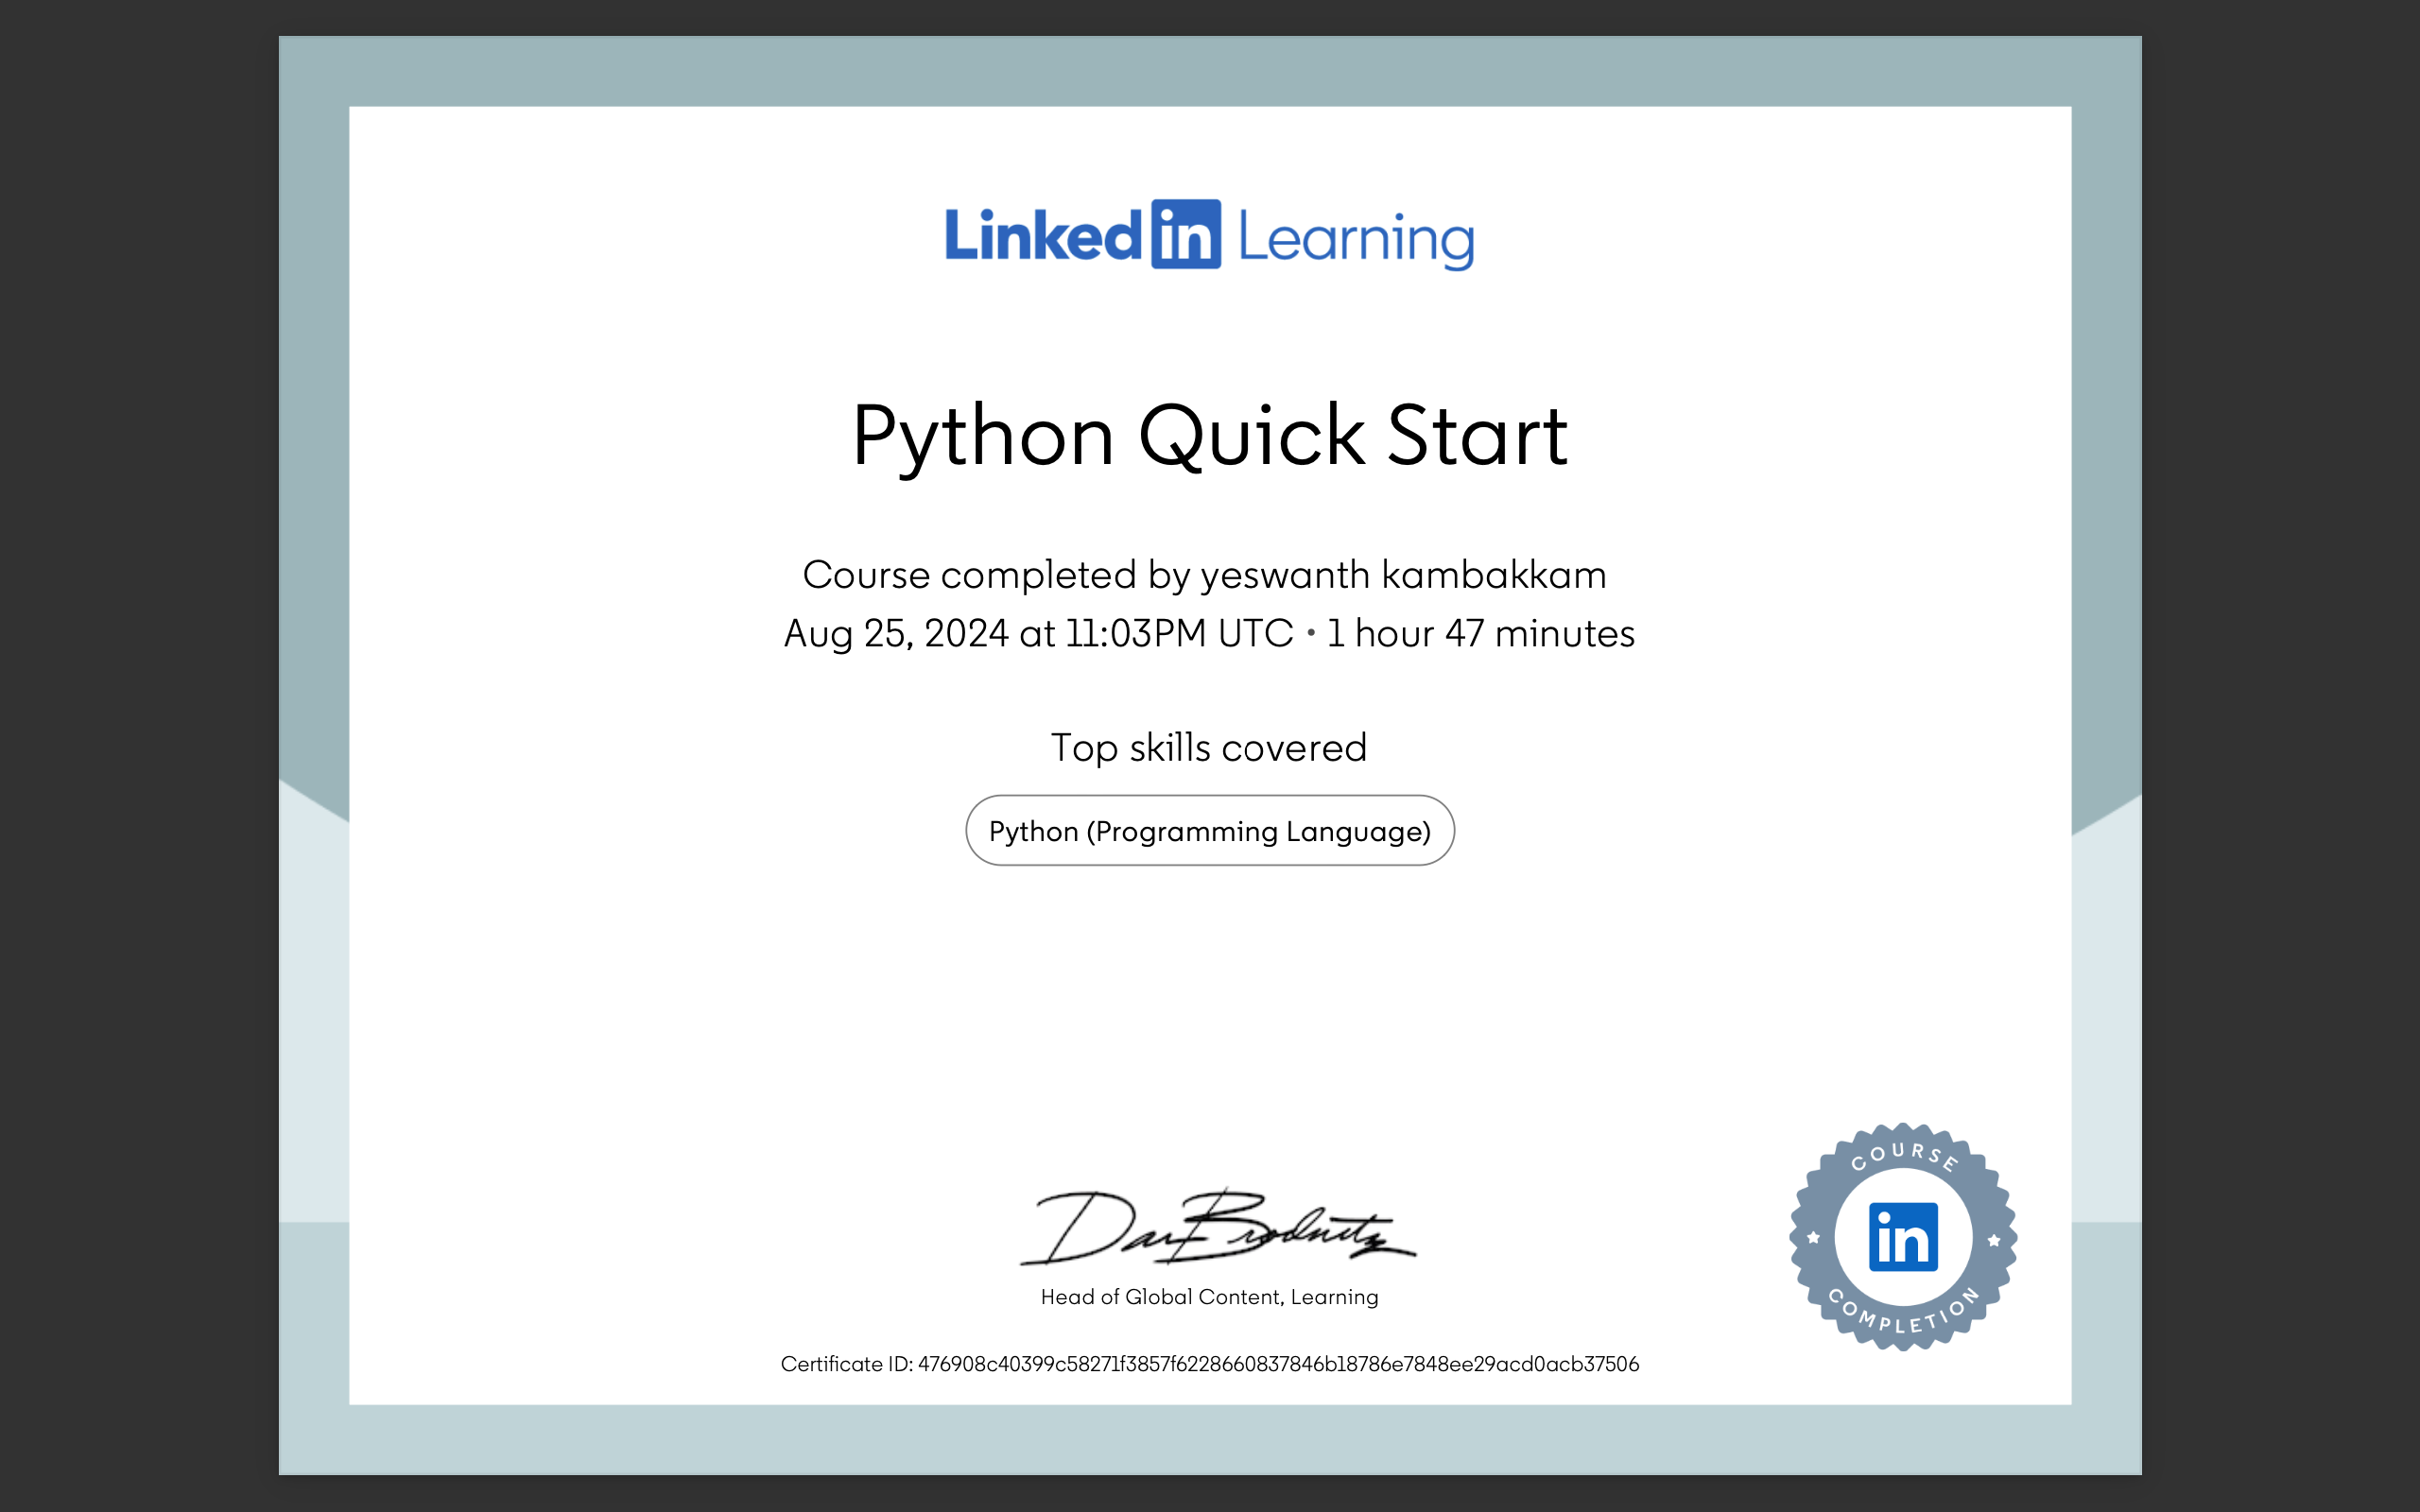 Linked in Learning
Python Quick Start
Course completed by yeswanth kambakkam
Aug 25, 2024 at 11:03PM UTC • 1 hour 47 minutes
Top skills covered
Python (Programming Language)
Dan Brodnitz
Head of Global Content, Learning
Certificate ID: 476908c40399c58271f3857f6228660837846b18786e7848ee29acd0acb37506
COURSE
in
COMPLETION